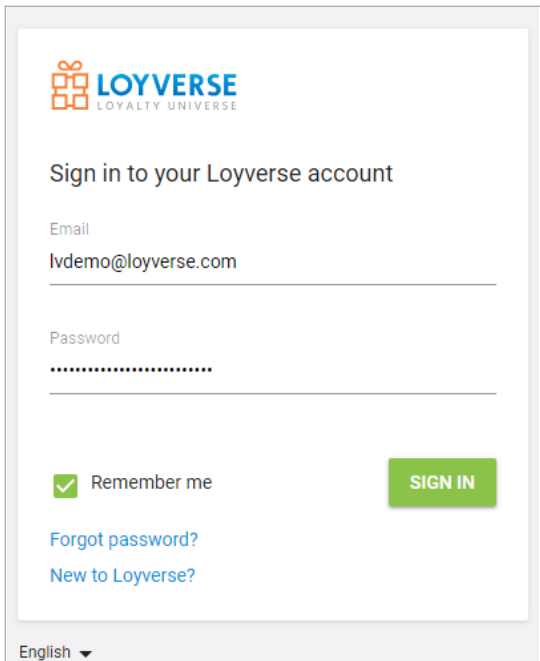 LOYVERSE
LOYALTY UNIVERSE
Sign in to your Loyverse account
Email
lvdemo@loyverse.com
Password
••••••••••••••••••••••••••
Remember me
SIGN IN
Forgot password?
New to Loyverse?
English